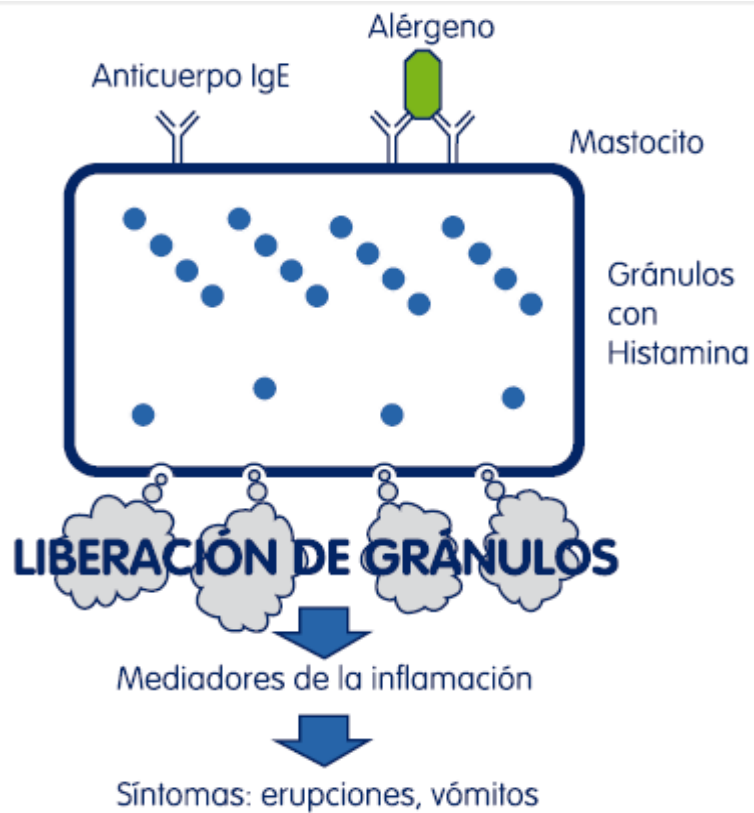 Alérgeno
Anticuerpo IgE
Mastocito
Gránulos
con
Histamina
LIBERACIÓN DE GRÁNULOS
Mediadores de la inflamación
Síntomas: erupciones, vómitos